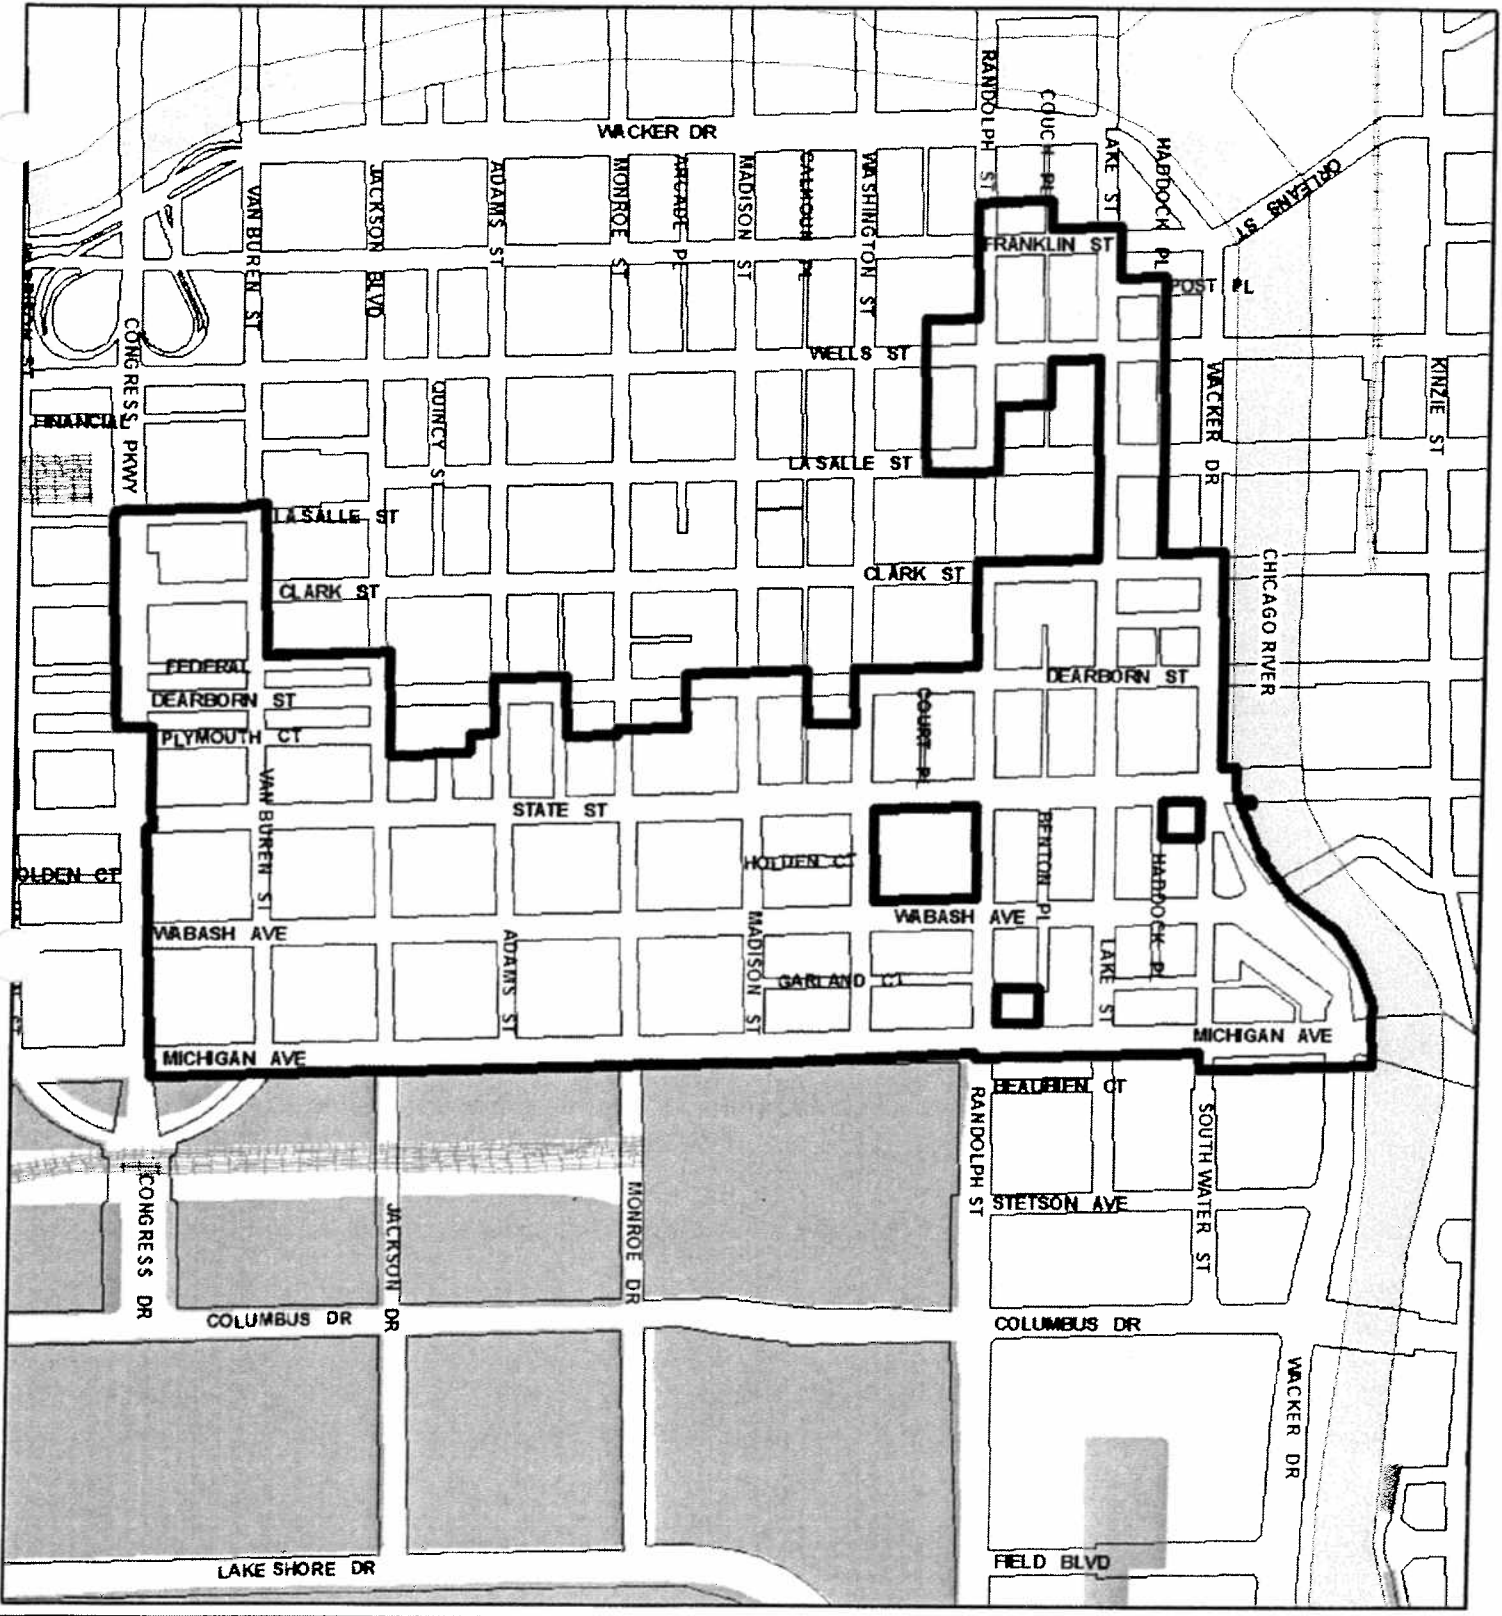 RANDOLPH ST
COUCH PL
WACKER DR
LAKE ST
HADDOCK PL
ORLEANS ST
VAN BUREN ST
JACKSON BLVD
ADAMS ST
MONROE ST
ARCADE PL
MADISON ST
CALHOUN PL
WASHINGTON ST
FRANKLIN ST
POST PL
CONGRESS PKWY
WELLS ST
WACKER DR
KINZIE ST
QUINCY ST
FINANCIAL
LA SALLE ST
LA SALLE ST
CLARK ST
CLARK ST
CHICAGO RIVER
FEDERAL
DEARBORN ST
DEARBORN ST
COURT PL
PLYMOUTH CT
VAN BUREN ST
STATE ST
BENTON PL
HADDOCK PL
HOLDEN CT
OLDEN CT
WABASH AVE
WABASH AVE
MADISON ST
ADAMS ST
LAKE ST
GARLAND CT
MICHIGAN AVE
MICHIGAN AVE
BEAUBIEN CT
RANDOLPH ST
SOUTH WATER ST
CONGRESS DR
JACKSON DR
MONROE DR
STETSON AVE
COLUMBUS DR
COLUMBUS DR
WACKER DR
LAKE SHORE DR
FIELD BLVD